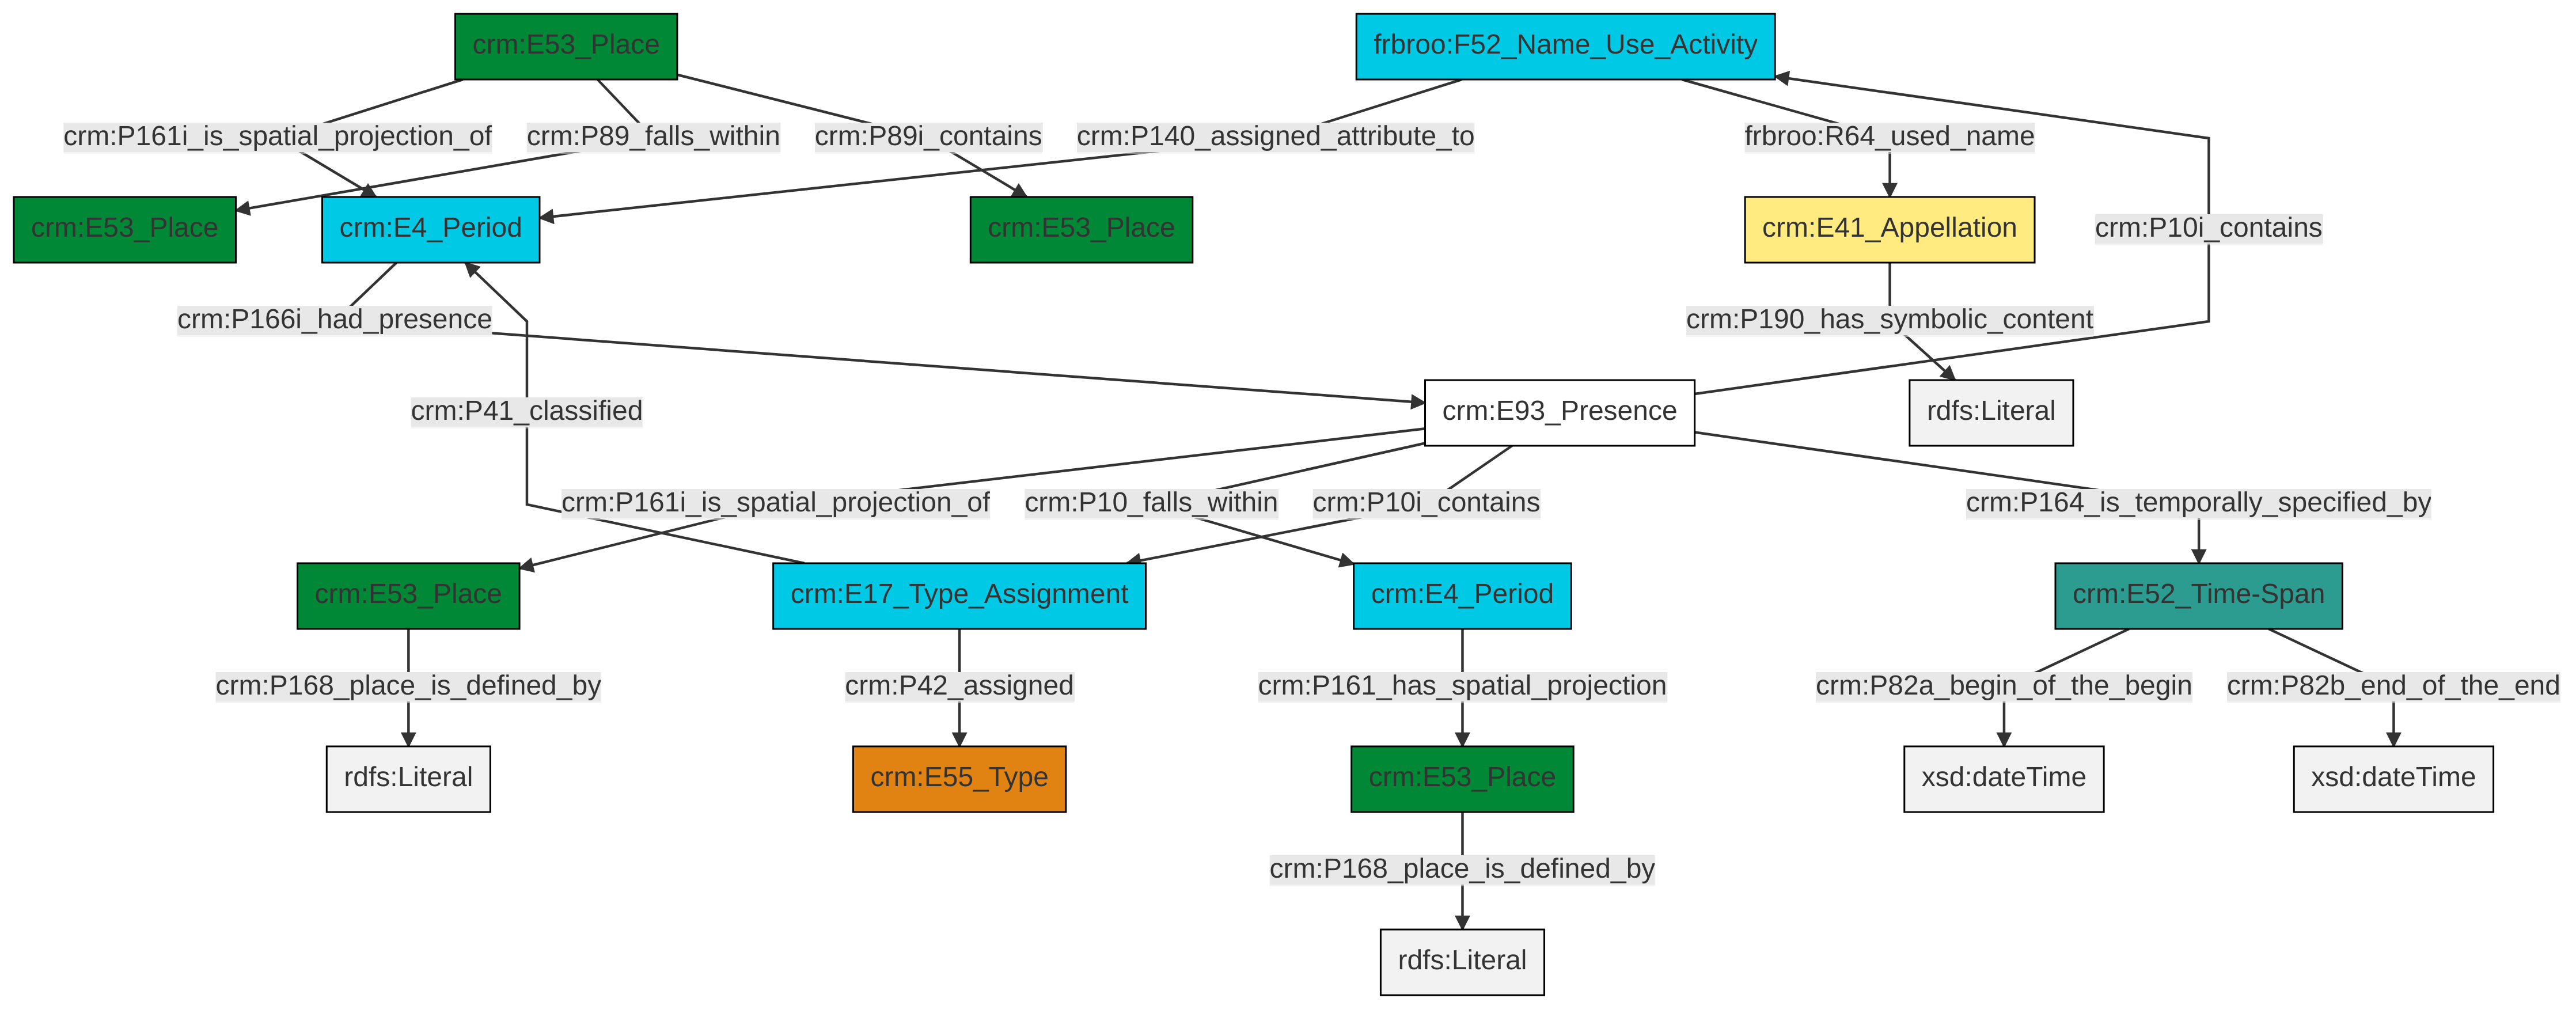 crm:E53_Place
frbroo:F52_Name_Use_Activity
crm:P161i_is_spatial_projection_of
crm:P89_falls_within
crm:P89i_contains
crm:P140_assigned_attribute_to
frbroo:R64_used_name
crm:E53_Place
crm:E4_Period
crm:E53_Place
crm:E41_Appellation
crm:P10i_contains
crm:P166i_had_presence
crm:P190_has_symbolic_content
crm:P41_classified
crm:E93_Presence
rdfs:Literal
crm:P161i_is_spatial_projection_of
crm:P10_falls_within
crm:P10i_contains
crm:P164_is_temporally_specified_by
crm:E53_Place
crm:E17_Type_Assignment
crm:E4_Period
crm:E52_Time-Span
crm:P168_place_is_defined_by
crm:P42_assigned
crm:P161_has_spatial_projection
crm:P82a_begin_of_the_begin
crm:P82b_end_of_the_end
rdfs:Literal
crm:E55_Type
crm:E53_Place
xsd:dateTime
xsd:dateTime
crm:P168_place_is_defined_by
rdfs:Literal